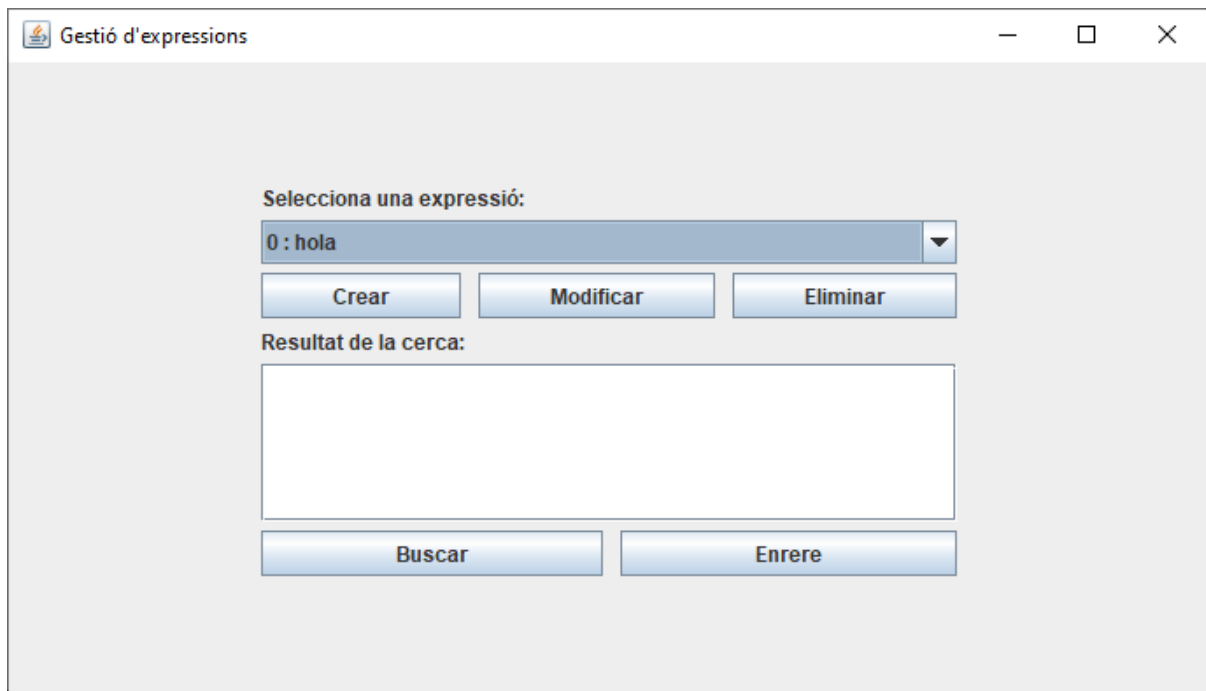 Gestió d'expressions
Selecciona una expressió:
0 : hola
Crear Modificar Eliminar
Resultat de la cerca:
Buscar Enrere